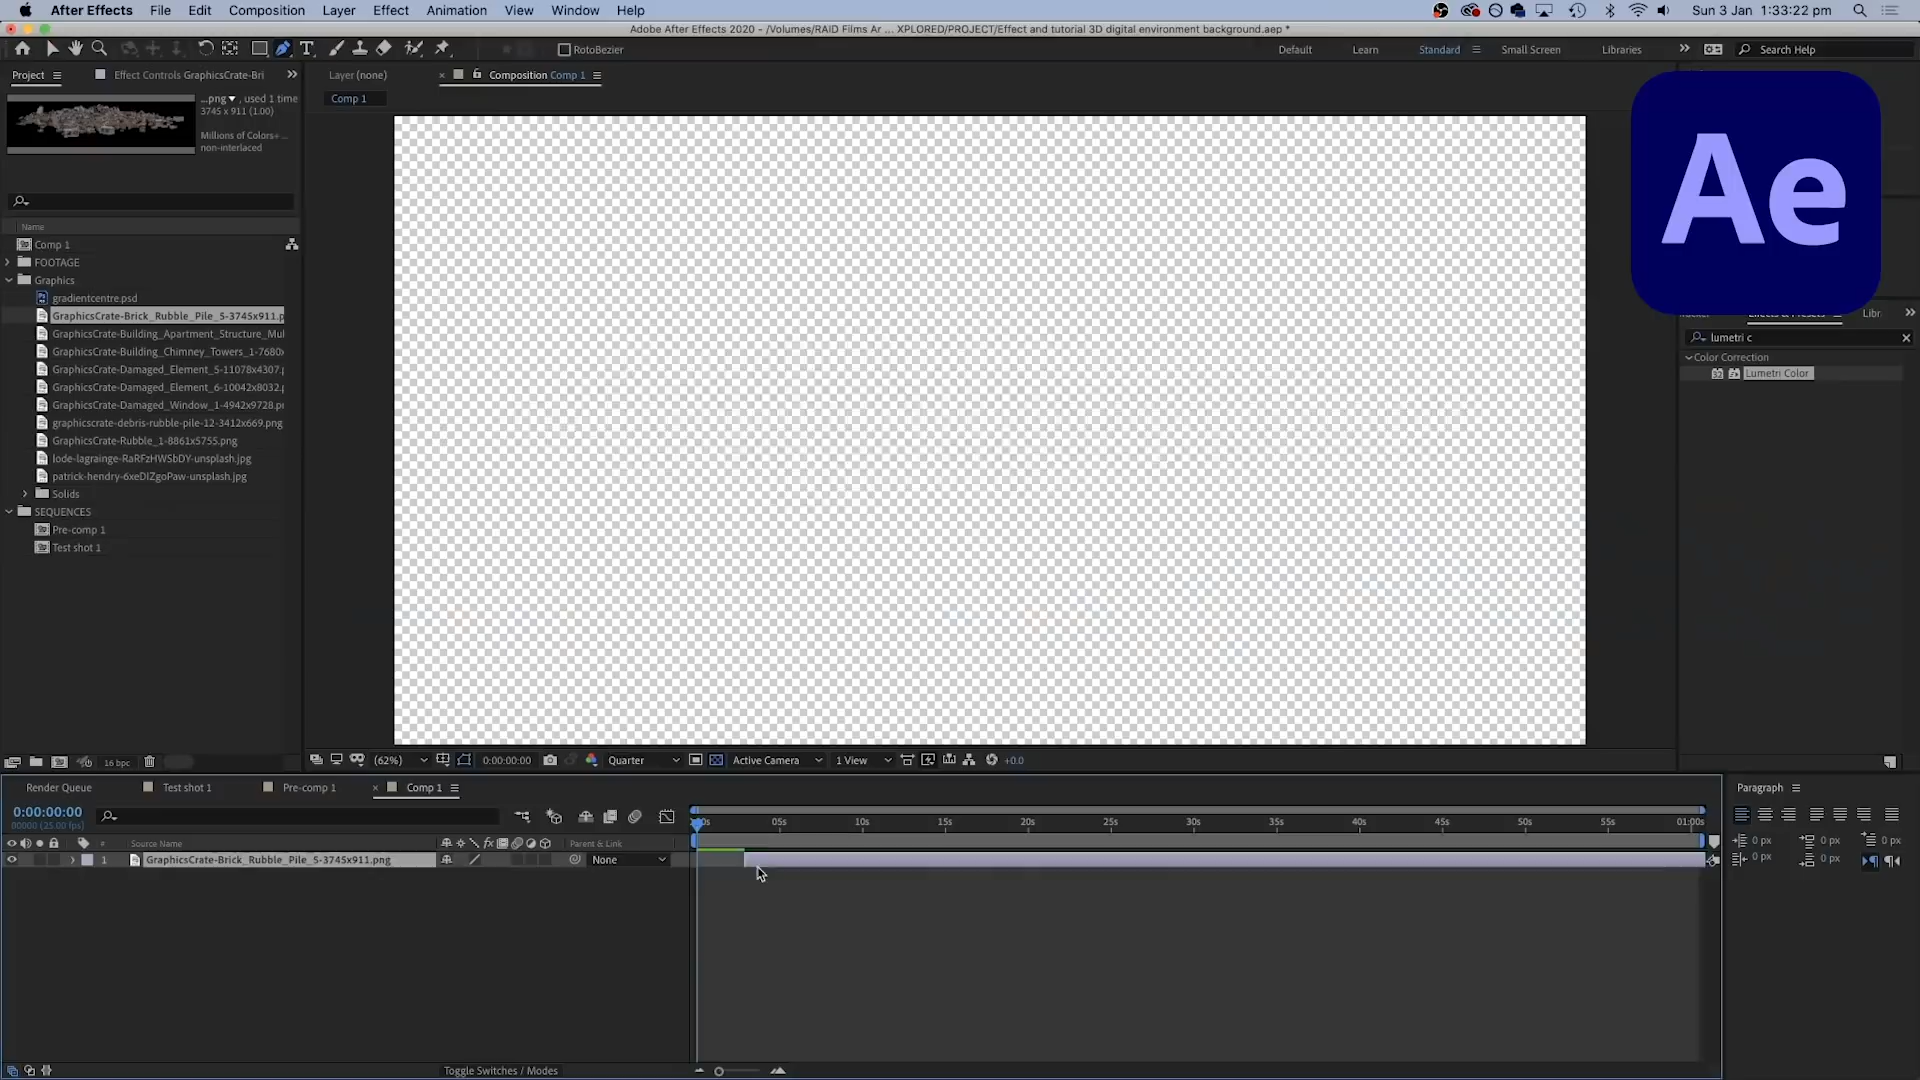 After Effects File Edit Composition Layer Effect Animation View Window Help Sun 3 Jan 1:33:22 pm
Adobe After Effects 2020 - /Volumes/RAID Films Ar ... XPLORED/PROJECT/Effect and tutorial 3D digital environment background.aep *
RotoBezier Default Learn Standard Small Screen Libraries Search Help
Project Effect Controls GraphicsCrate-Bri Layer (none) Composition Comp 1
...png▼, used 1 time
3745 x 911 (1.00)
Millions of Colors+ ...
non-interlaced
Comp 1
Ae
Name
Comp 1
FOOTAGE
Graphics
gradientcentre.psd
GraphicsCrate-Brick_Rubble_Pile_5-3745x911.p
GraphicsCrate-Building_Apartment_Structure_Mul
GraphicsCrate-Building_Chimney_Towers_1-7680x
GraphicsCrate-Damaged_Element_5-11078x4307.p
GraphicsCrate-Damaged_Element_6-10042x8032.p
GraphicsCrate-Damaged_Window_1-4942x9728.pn
graphicscrate-debris-rubble-pile-12-3412x669.png
GraphicsCrate-Rubble_1-8861x5755.png
lode-lagrainge-RaRFzHWSbDY-unsplash.jpg
patrick-hendry-6xeDIZgoPaw-unsplash.jpg
Solids
SEQUENCES
Pre-comp 1
Test shot 1
Effects & Presets Libr
lumetri c
Color Correction
32 Lumetri Color
16 bpc
(62%) 0:00:00:00 Quarter Active Camera 1 View +0.0
Render Queue Test shot 1 Pre-comp 1 Comp 1
0:00:00:00
00000 (25.00 fps)
05s 10s 15s 20s 25s 30s 35s 40s 45s 50s 55s 01:00s
# Source Name fx Parent & Link
1 GraphicsCrate-Brick_Rubble_Pile_5-3745x911.png None
Toggle Switches / Modes
Paragraph
0 px 0 px 0 px
0 px 0 px